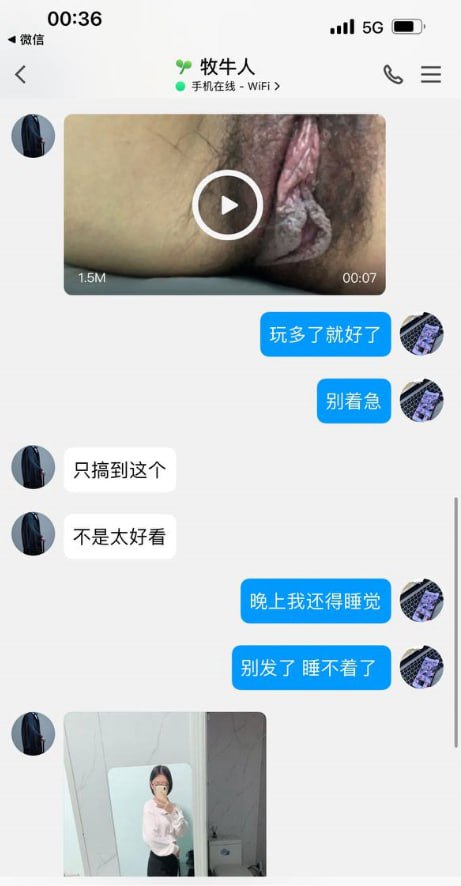 00:36
5G
微信
牧牛人
手机在线 - WiFi
1.5M
00:07
玩多了就好了
别着急
只搞到这个
不是太好看
晚上我还得睡觉
别发了 睡不着了